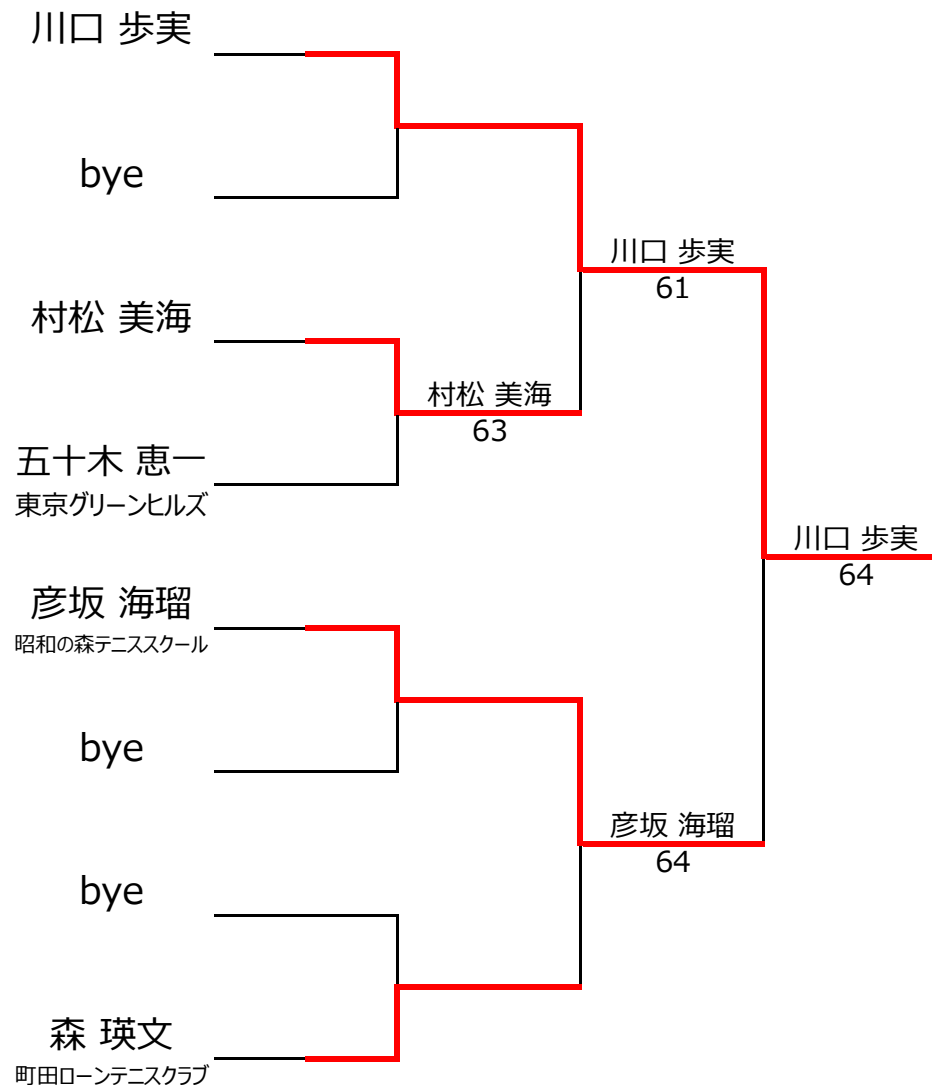 川口 歩実
bye
村松 美海
五十木 恵一
東京グリーンヒルズ
彦坂 海瑠
昭和の森テニススクール
bye
bye
森 瑛文
町田ローンテニスクラブ
村松 美海
63
川口 歩実
61
彦坂 海瑠
64
川口 歩実
64